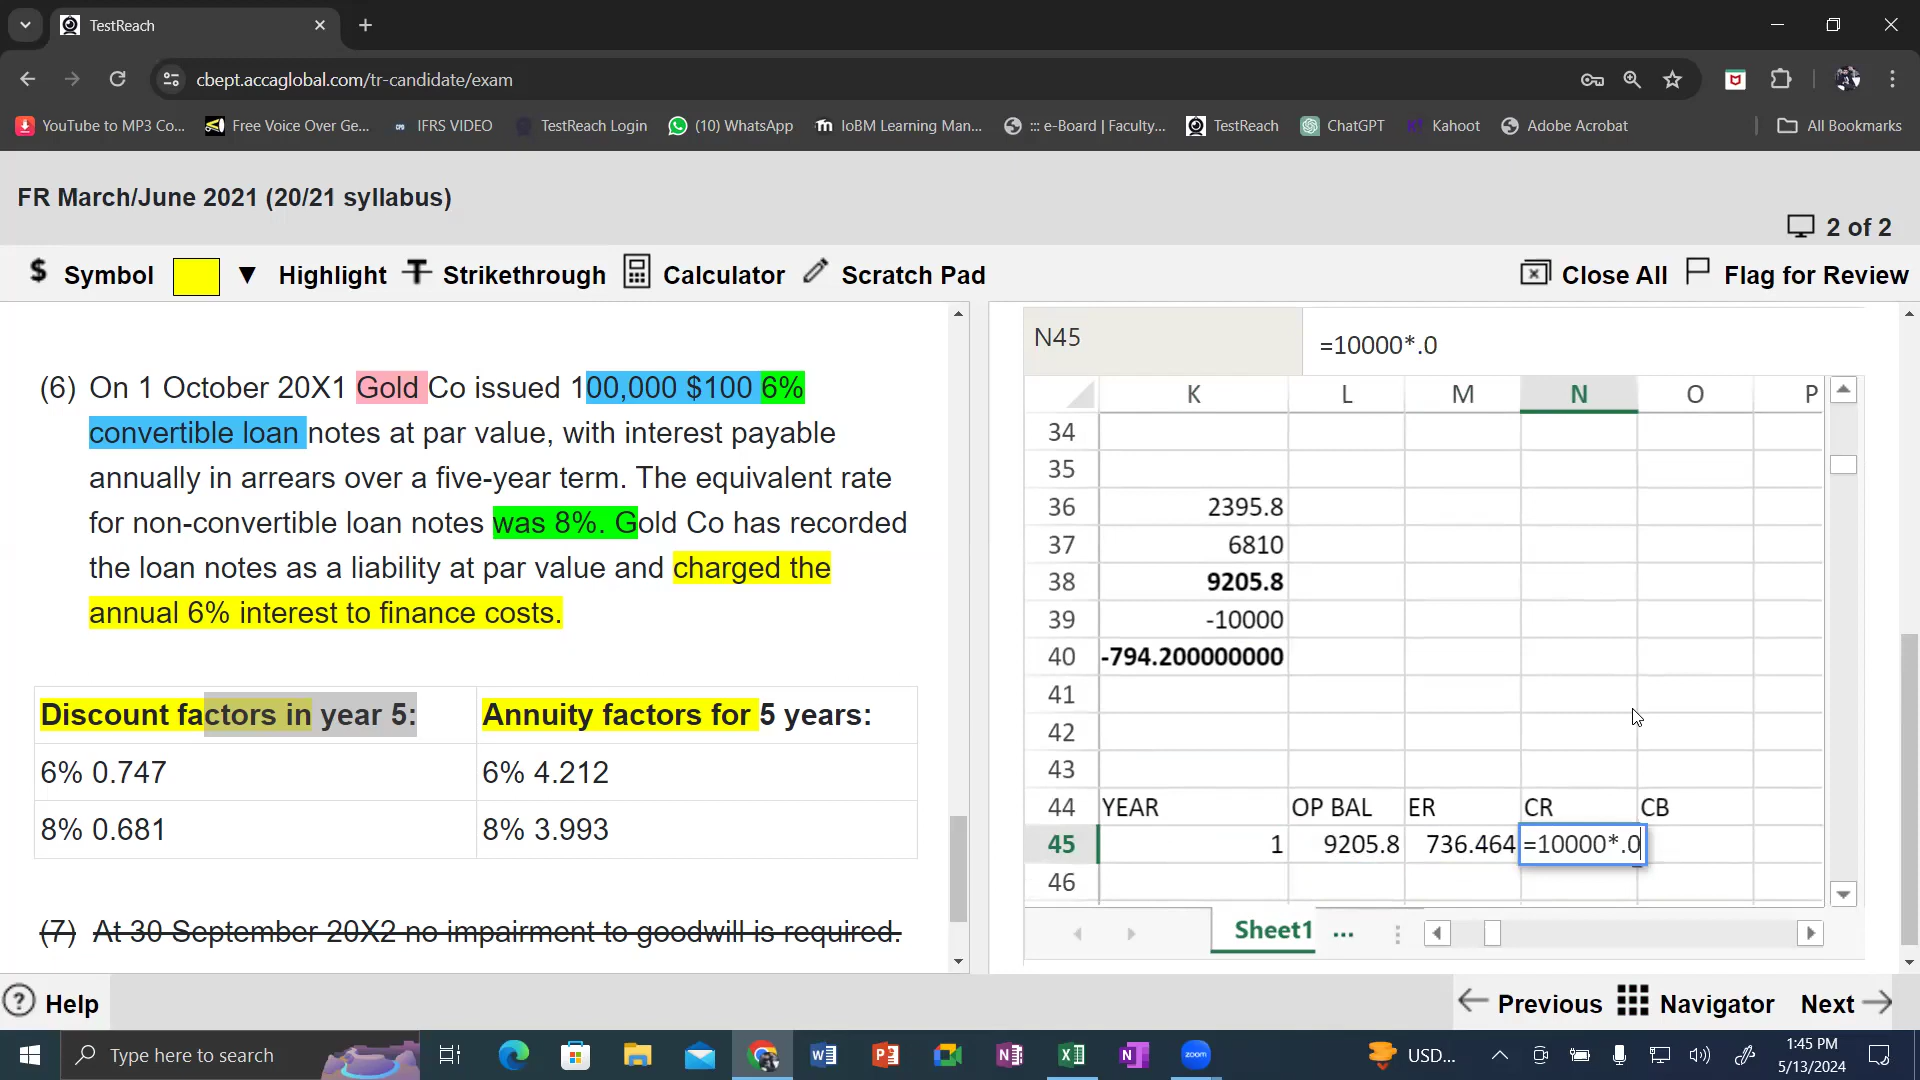 TestReach
cbept.accaglobal.com/tr-candidate/exam
YouTube to MP3 Co... Free Voice Over Ge... IFRS VIDEO TestReach Login (10) WhatsApp IoBM Learning Man... ::: e-Board | Faculty... TestReach ChatGPT Kahoot Adobe Acrobat All Bookmarks
FR March/June 2021 (20/21 syllabus)
2 of 2
$ Symbol Highlight Strikethrough Calculator Scratch Pad Close All Flag for Review
(6) On 1 October 20X1 Gold Co issued 100,000 $100 6%
convertible loan notes at par value, with interest payable
annually in arrears over a five-year term. The equivalent rate
for non-convertible loan notes was 8%. Gold Co has recorded
the loan notes as a liability at par value and charged the
annual 6% interest to finance costs.
Discount factors in year 5: Annuity factors for 5 years:
6% 0.747 6% 4.212
8% 0.681 8% 3.993
(7) At 30 September 20X2 no impairment to goodwill is required.
N45 =10000*.0
K L M N O P
34
35
36 2395.8
37 6810
38 9205.8
39 -10000
40 -794.200000000
41
42
43
44 YEAR OP BAL ER CR CB
45 1 9205.8 736.464 =10000*.0
46
Sheet1 ...
Help Previous Navigator Next
Type here to search USD... 1:45 PM
5/13/2024